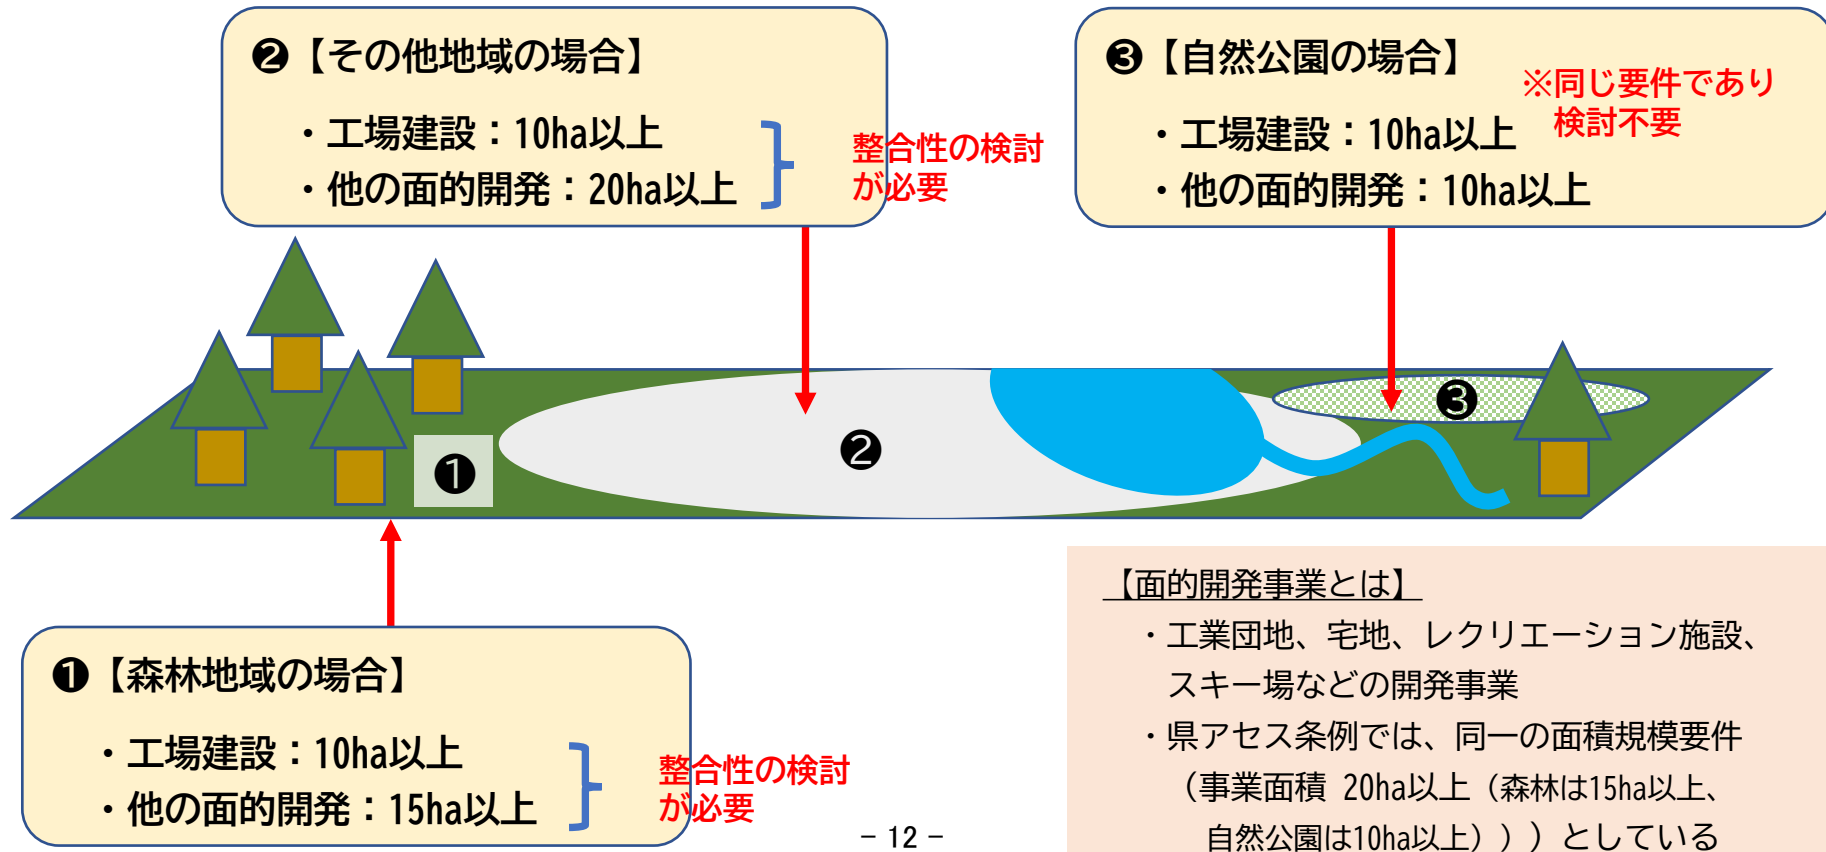 ❷【その他地域の場合】
・工場建設：10ha以上
・他の面的開発：20ha以上
整合性の検討
が必要
❸【自然公園の場合】
※同じ要件であり
検討不要
・工場建設：10ha以上
・他の面的開発：10ha以上
❶
❷
❸
❶【森林地域の場合】
・工場建設：10ha以上
・他の面的開発：15ha以上
整合性の検討
が必要
【面的開発事業とは】
・工業団地、宅地、レクリエーション施設、
スキー場などの開発事業
・県アセス条例では、同一の面積規模要件
（事業面積 20ha以上（森林は15ha以上、
自然公園は10ha以上）））としている
－ 12 －